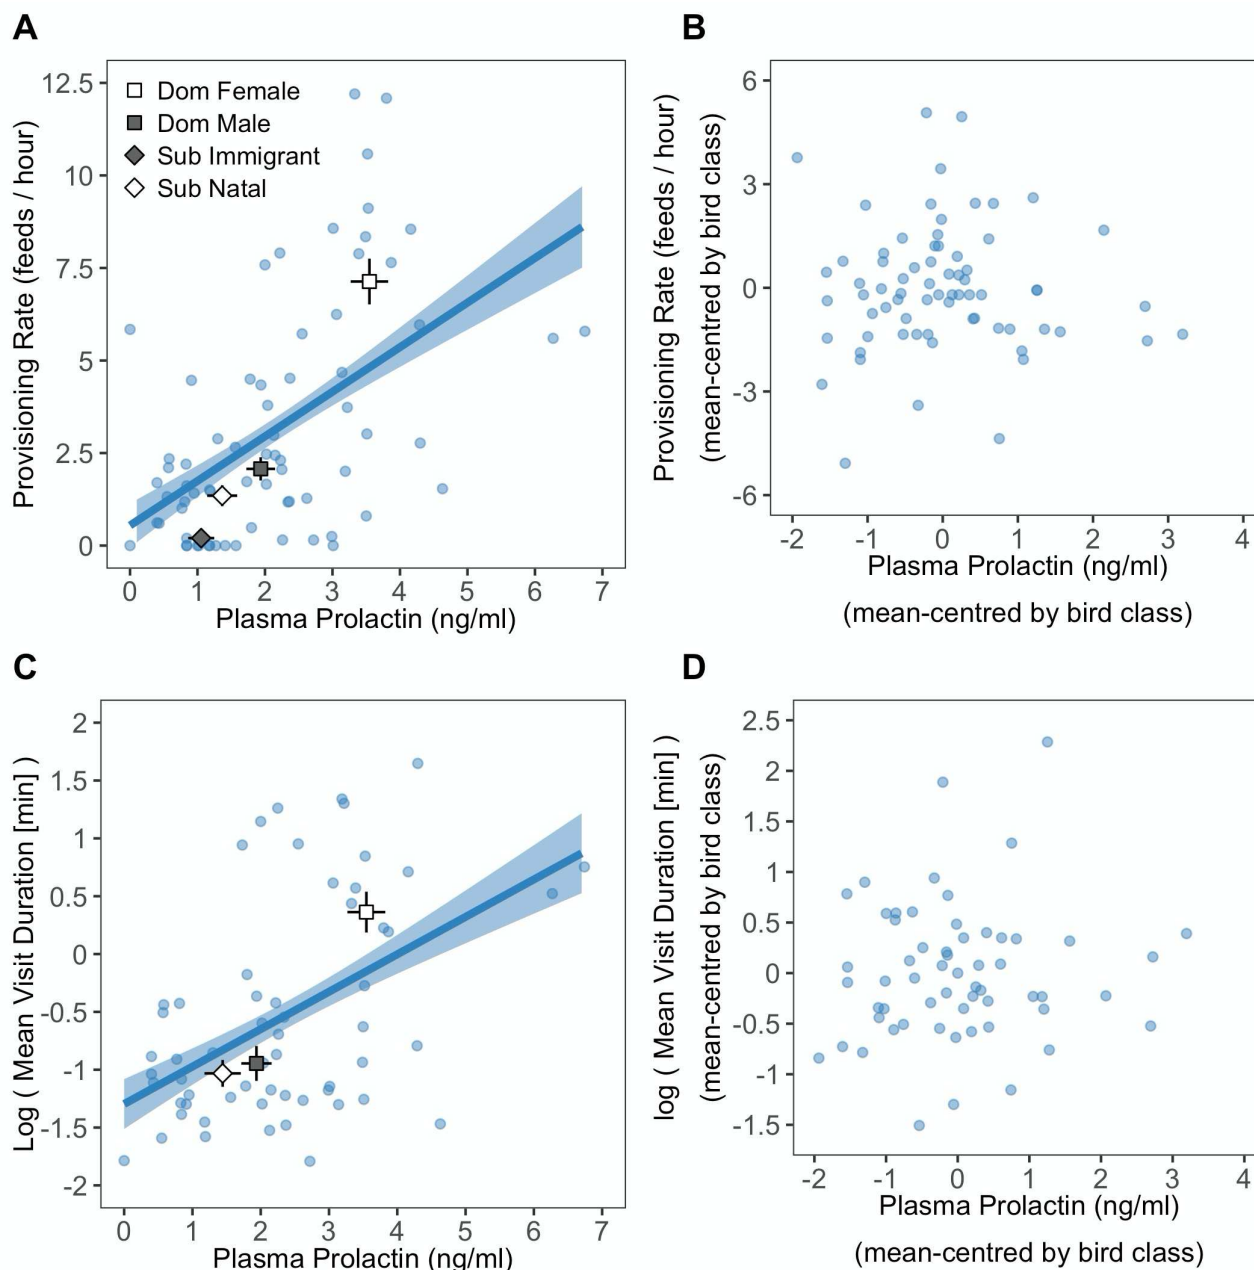 A
12.5
10
7.5
5
2.5
0
Provisioning Rate (feeds / hour)
Dom Female
Dom Male
Sub Immigrant
Sub Natal
0 1 2 3 4 5 6 7
Plasma Prolactin (ng/ml)
B
6
3
0
-3
-6
Provisioning Rate (feeds / hour)
(mean-centred by bird class)
-2 -1 0 1 2 3 4
Plasma Prolactin (ng/ml)
(mean-centred by bird class)
C
2
1.5
1
0.5
0
-0.5
-1
-1.5
-2
Log ( Mean Visit Duration [min] )
0 1 2 3 4 5 6 7
Plasma Prolactin (ng/ml)
D
2.5
2
1.5
1
0.5
0
-0.5
-1
-1.5
log ( Mean Visit Duration [min] )
(mean-centred by bird class)
-2 -1 0 1 2 3 4
Plasma Prolactin (ng/ml)
(mean-centred by bird class)